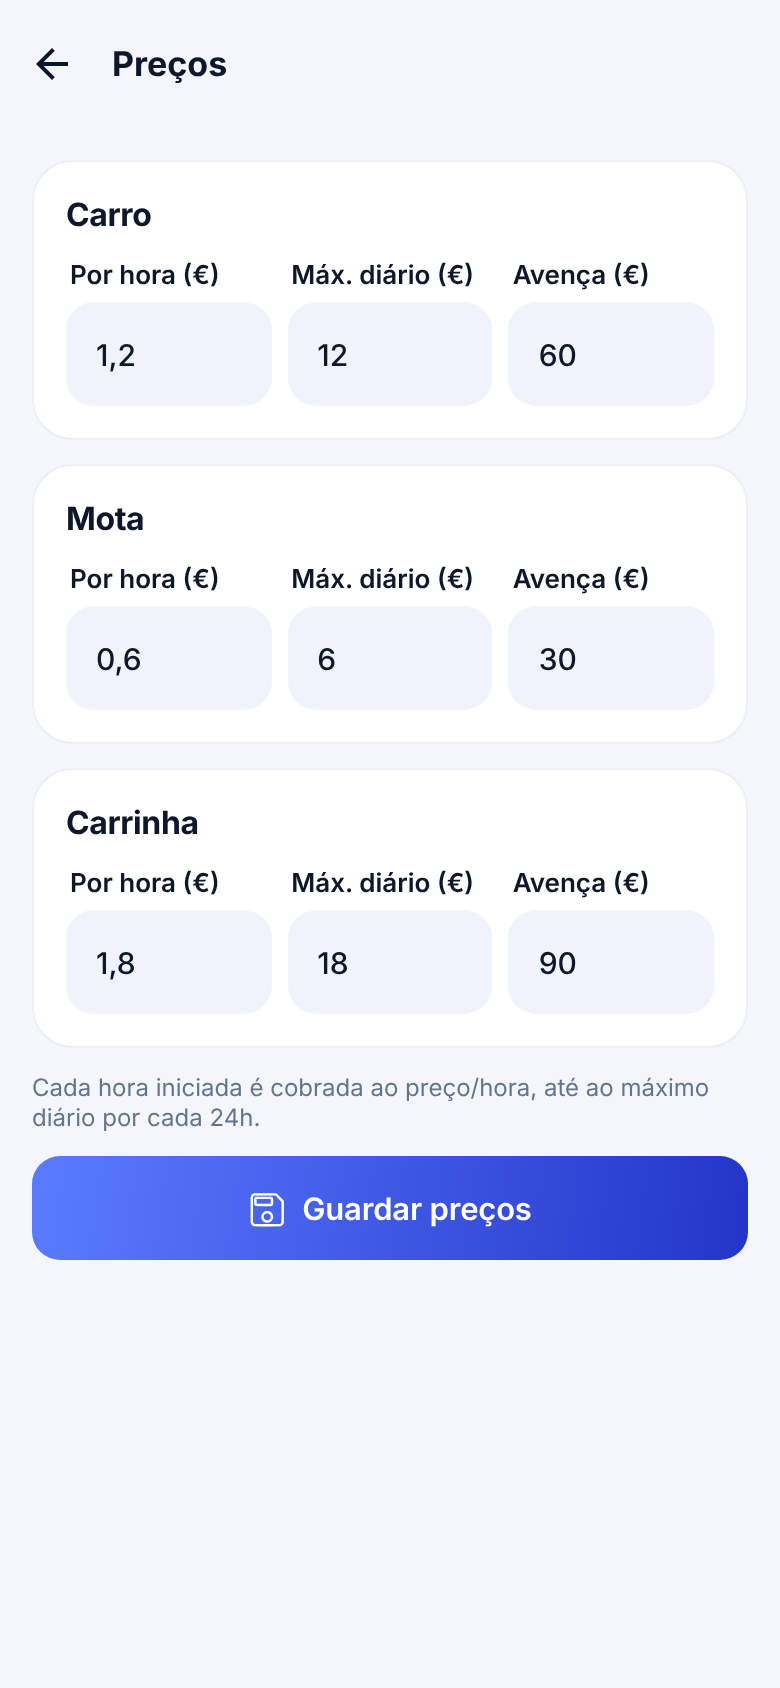 Preços
Carro
Por hora (€) Máx. diário (€) Avença (€)
1,2 12 60
Mota
Por hora (€) Máx. diário (€) Avença (€)
0,6 6 30
Carrinha
Por hora (€) Máx. diário (€) Avença (€)
1,8 18 90
Cada hora iniciada é cobrada ao preço/hora, até ao máximo
diário por cada 24h.
Guardar preços